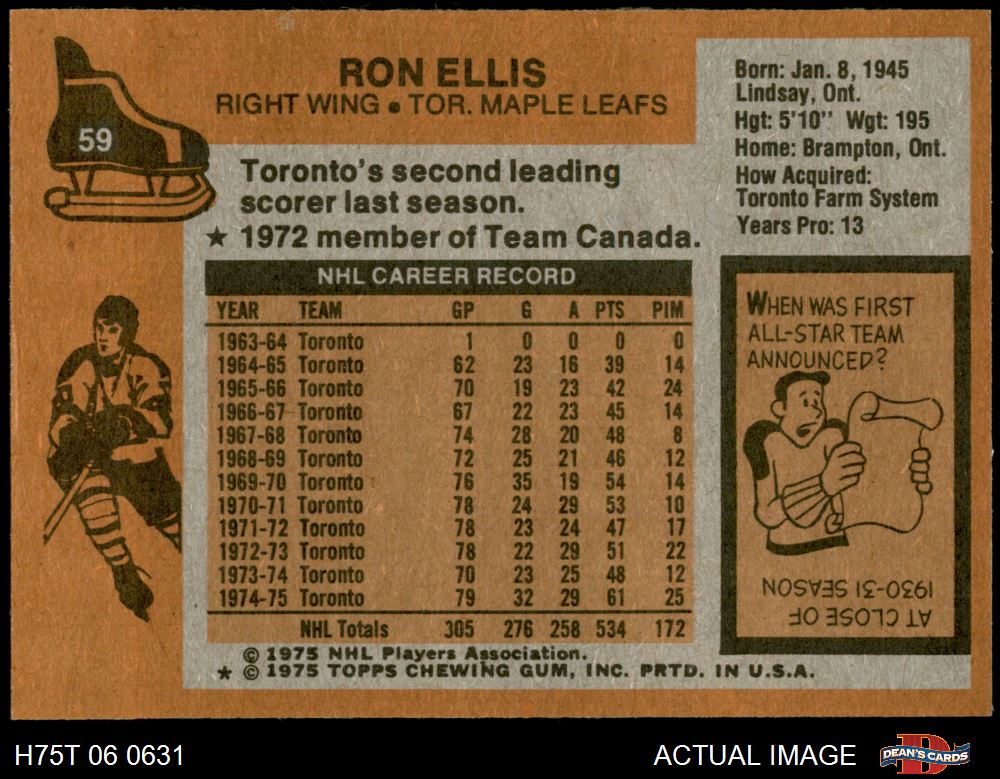 59
RON ELLIS
RIGHT WING • TOR. MAPLE LEAFS
Toronto's second leading
scorer last season.
★ 1972 member of Team Canada.
Born: Jan. 8, 1945
Lindsay, Ont.
Hgt: 5'10" Wgt: 195
Home: Brampton, Ont.
How Acquired:
Toronto Farm System
Years Pro: 13
NHL CAREER RECORD
YEAR TEAM GP G A PTS PIM
1963-64 Toronto 1 0 0 0 0
1964-65 Toronto 62 23 16 39 14
1965-66 Toronto 70 19 23 42 24
1966-67 Toronto 67 22 23 45 14
1967-68 Toronto 74 28 20 48 8
1968-69 Toronto 72 25 21 46 12
1969-70 Toronto 76 35 19 54 14
1970-71 Toronto 78 24 29 53 10
1971-72 Toronto 78 23 24 47 17
1972-73 Toronto 78 22 29 51 22
1973-74 Toronto 70 23 25 48 12
1974-75 Toronto 79 32 29 61 25
NHL Totals 305 276 258 534 172
© 1975 NHL Players Association.
★ © 1975 TOPPS CHEWING GUM, INC. PRTD. IN U.S.A.
WHEN WAS FIRST
ALL-STAR TEAM
ANNOUNCED?
AT CLOSE OF
1930-31 SEASON
H75T 06 0631
ACTUAL IMAGE
DEAN'S CARDS